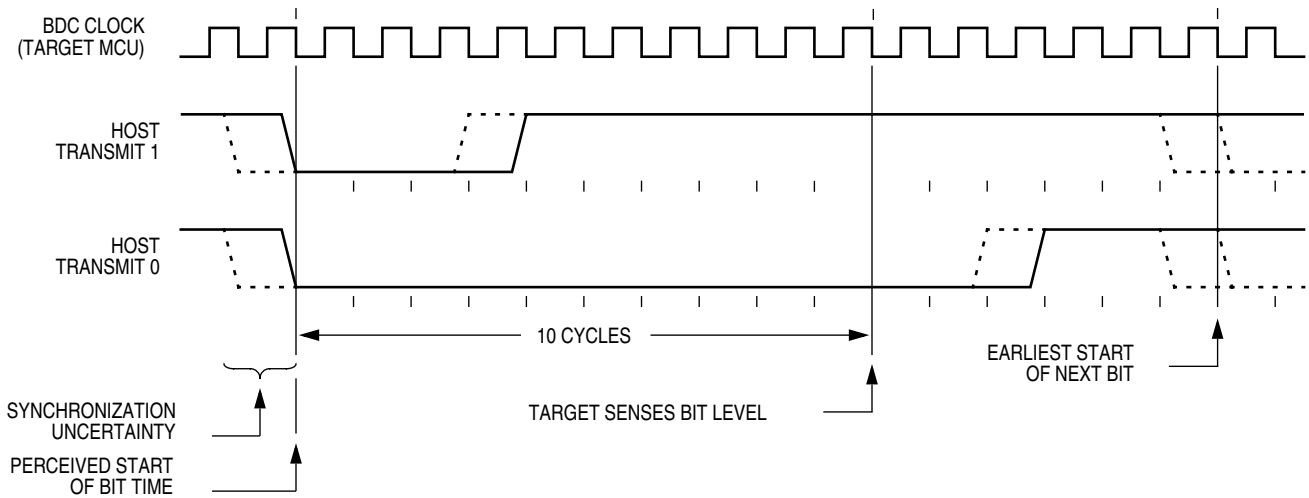 BDC CLOCK
(TARGET MCU)
HOST
TRANSMIT 1
HOST
TRANSMIT 0
10 CYCLES
EARLIEST START
OF NEXT BIT
SYNCHRONIZATION
UNCERTAINTY
TARGET SENSES BIT LEVEL
PERCEIVED START
OF BIT TIME